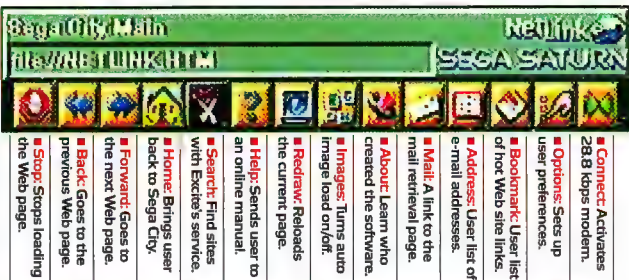 Sega City/Main
NetLink
file:///NETLINK.HTM
SEGA SATURN
Stop: Stops loading
the Web page.
Back: Goes to the
previous Web page.
Forward: Goes to
the next Web page.
Home: Brings user
back to Sega City.
Search: Find sites
with Excite's service.
Help: Sends user to
an online manual.
Redraw: Reloads
the current page.
Images: Turns auto
image load on/off.
About: Learn who
created the software.
Mail: A link to the
mail retrieval page.
Address: User list of
e-mail addresses.
Bookmark: User list
of hot Web site links.
Options: Sets up
user preferences.
Connect: Activates
28.8 kbps modem.